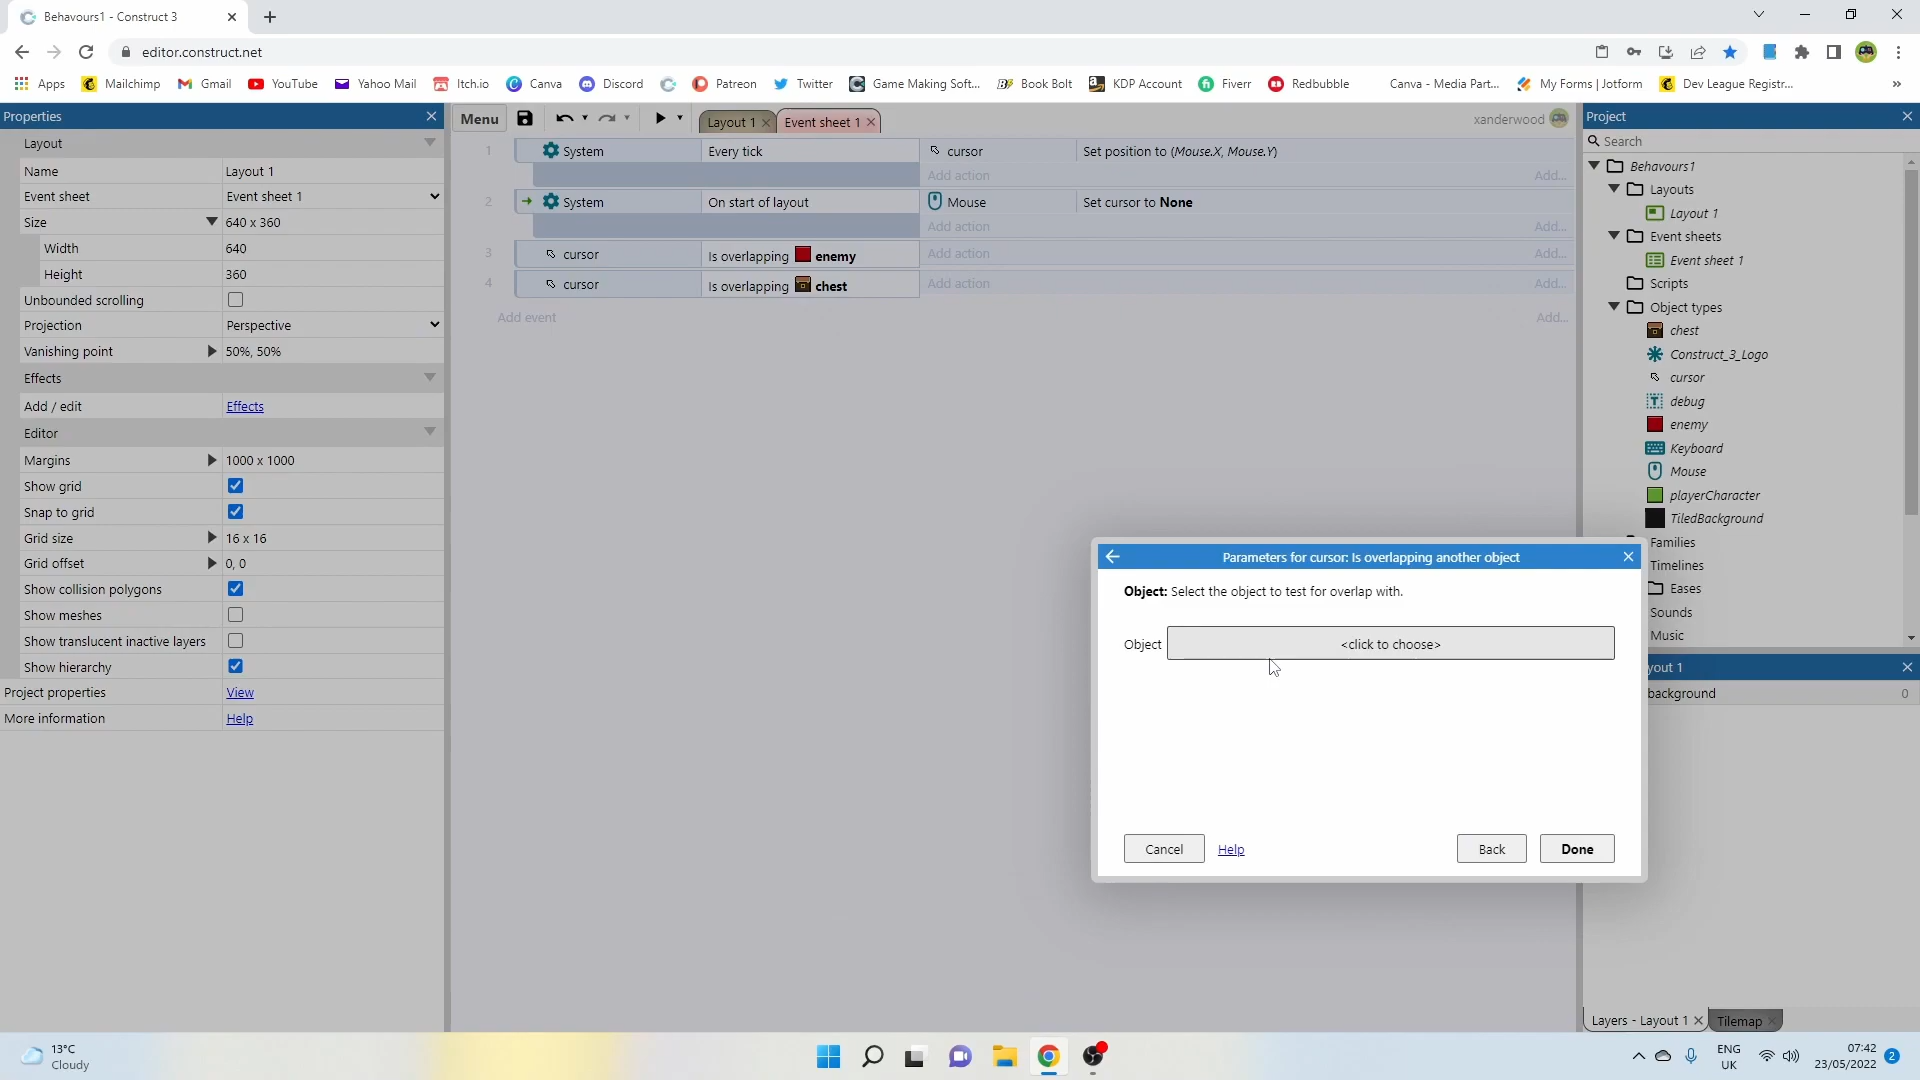 Behavours1 - Construct 3
editor.construct.net
Apps Mailchimp Gmail YouTube Yahoo Mail Itch.io Canva Discord Patreon Twitter Game Making Soft... Book Bolt KDP Account Fiverr Redbubble Canva - Media Part... My Forms | Jotform Dev League Registr... »
Properties
Layout
Name Layout 1
Event sheet Event sheet 1
Size 640 x 360
Width 640
Height 360
Unbounded scrolling
Projection Perspective
Vanishing point 50%, 50%
Effects
Add / edit Effects
Editor
Margins 1000 x 1000
Show grid
Snap to grid
Grid size 16 x 16
Grid offset 0, 0
Show collision polygons
Show meshes
Show translucent inactive layers
Show hierarchy
Project properties View
More information Help
Menu Layout 1 Event sheet 1 xanderwood
1 System Every tick cursor Set position to (Mouse.X, Mouse.Y)
Add action Add...
2 System On start of layout Mouse Set cursor to None
Add action Add...
3 cursor Is overlapping enemy Add action Add...
4 cursor Is overlapping chest Add action Add...
Add event Add...
Parameters for cursor: Is overlapping another object
Object: Select the object to test for overlap with.
Object <click to choose>
Cancel Help Back Done
Project
Search
Behavours1
Layouts
Layout 1
Event sheets
Event sheet 1
Scripts
Object types
chest
Construct_3_Logo
cursor
debug
enemy
Keyboard
Mouse
playerCharacter
TiledBackground
Families
Timelines
Eases
Sounds
Music
yout 1
background 0
Layers - Layout 1 Tilemap
13°C
Cloudy
ENG
UK
07:42
23/05/2022
2